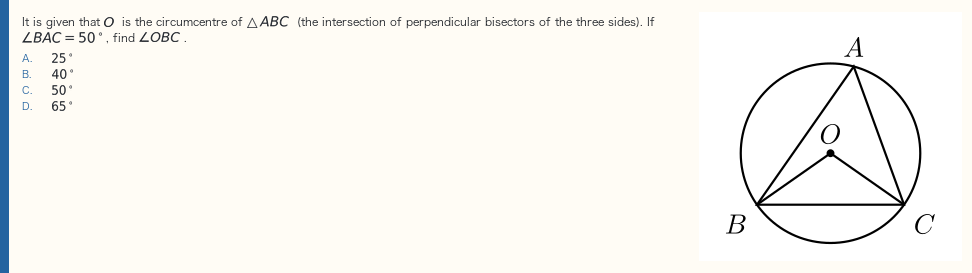 It is given that O is the circumcentre of △ABC (the intersection of perpendicular bisectors of the three sides). If
∠BAC = 50°, find ∠OBC .
A. 25°
B. 40°
C. 50°
D. 65°
A
O
B
C